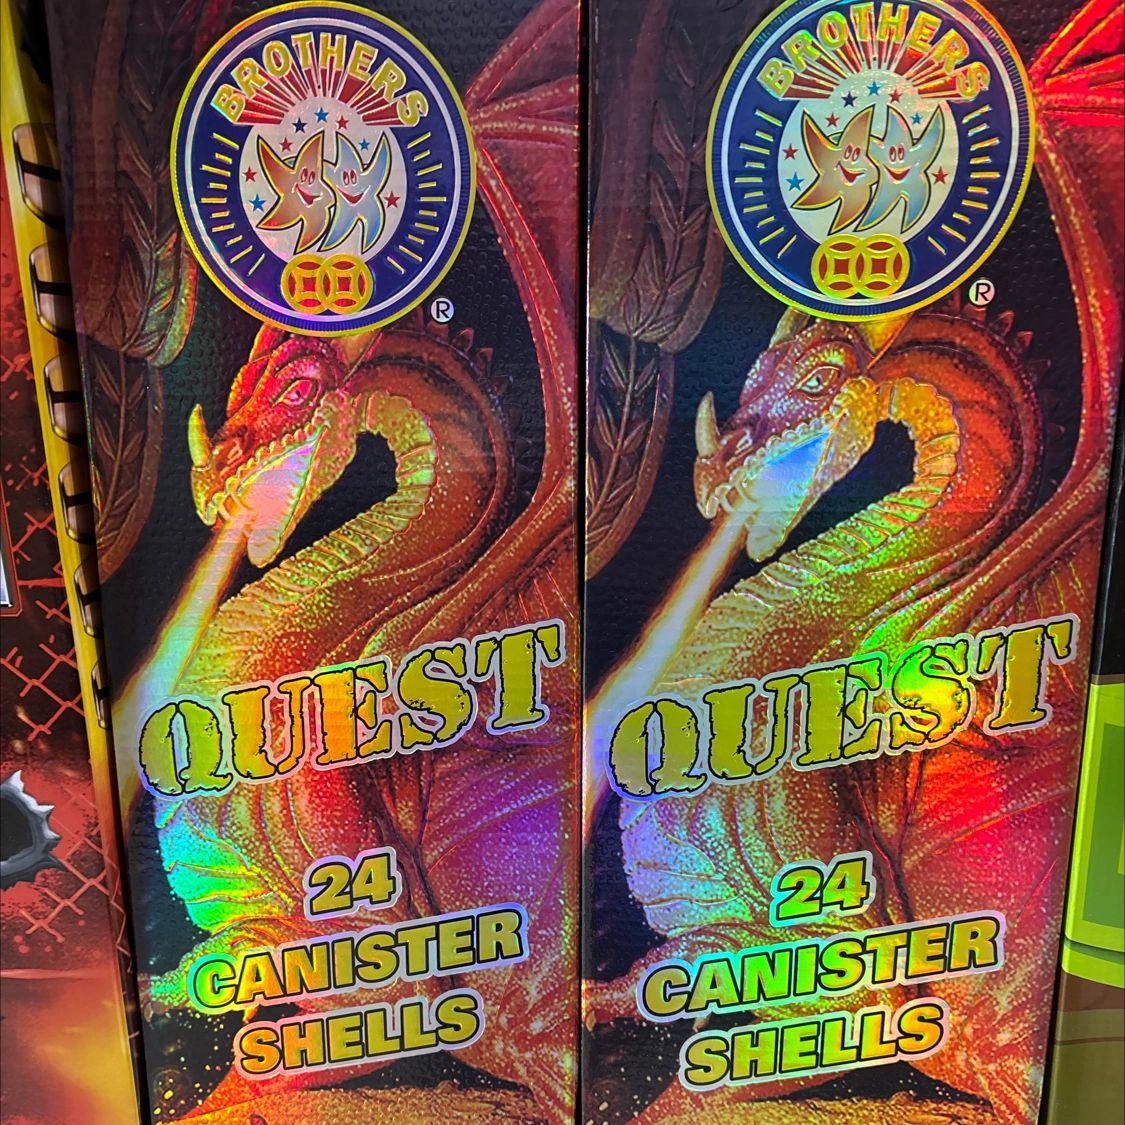 BROTHERS
®
QUEST
24
CANISTER
SHELLS
BROTHERS
®
QUEST
24
CANISTER
SHELLS